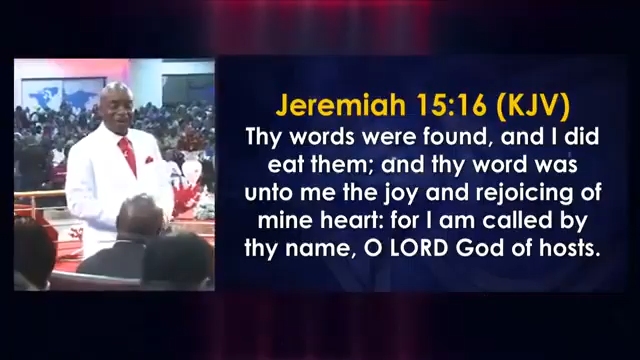 Jeremiah 15:16 (KJV)
Thy words were found, and I did
eat them; and thy word was
unto me the joy and rejoicing of
mine heart: for I am called by
thy name, O LORD God of hosts.